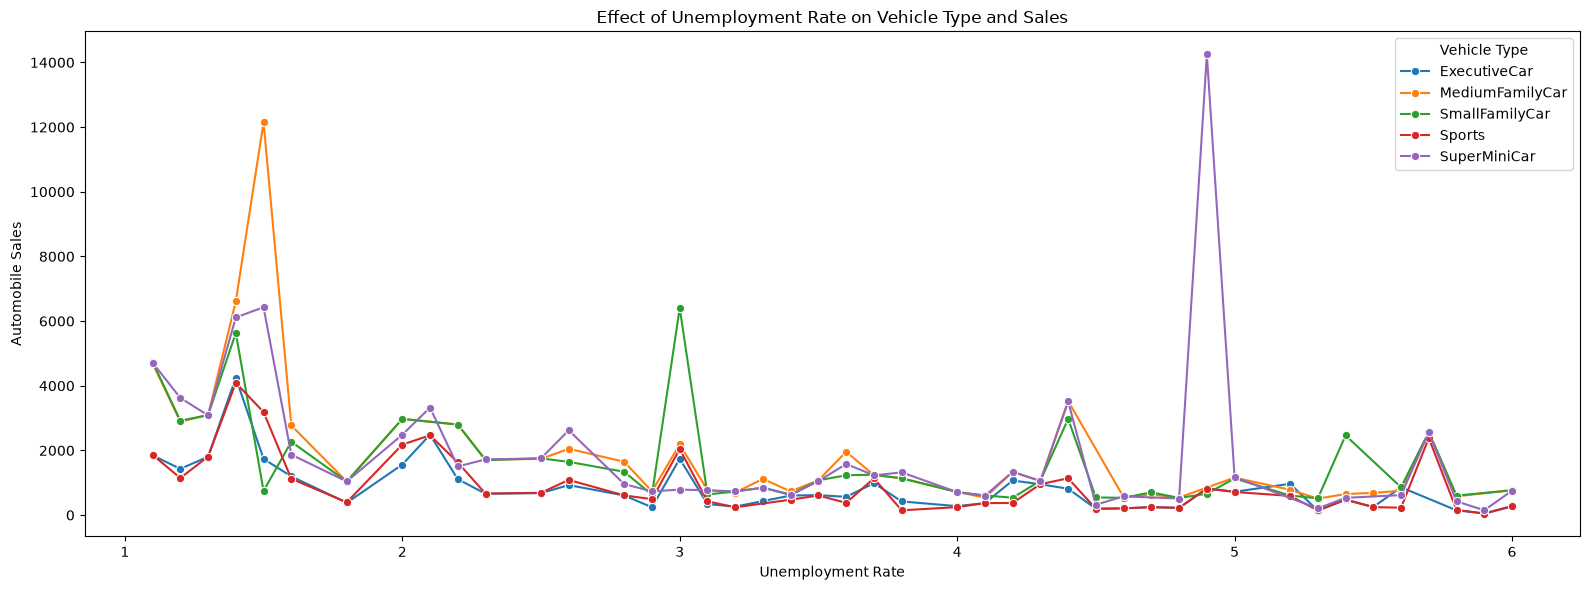 Effect of Unemployment Rate on Vehicle Type and Sales
Automobile Sales
14000
12000
10000
8000
6000
4000
2000
0
1
2
3
4
5
6
Unemployment Rate
Vehicle Type
ExecutiveCar
MediumFamilyCar
SmallFamilyCar
Sports
SuperMiniCar